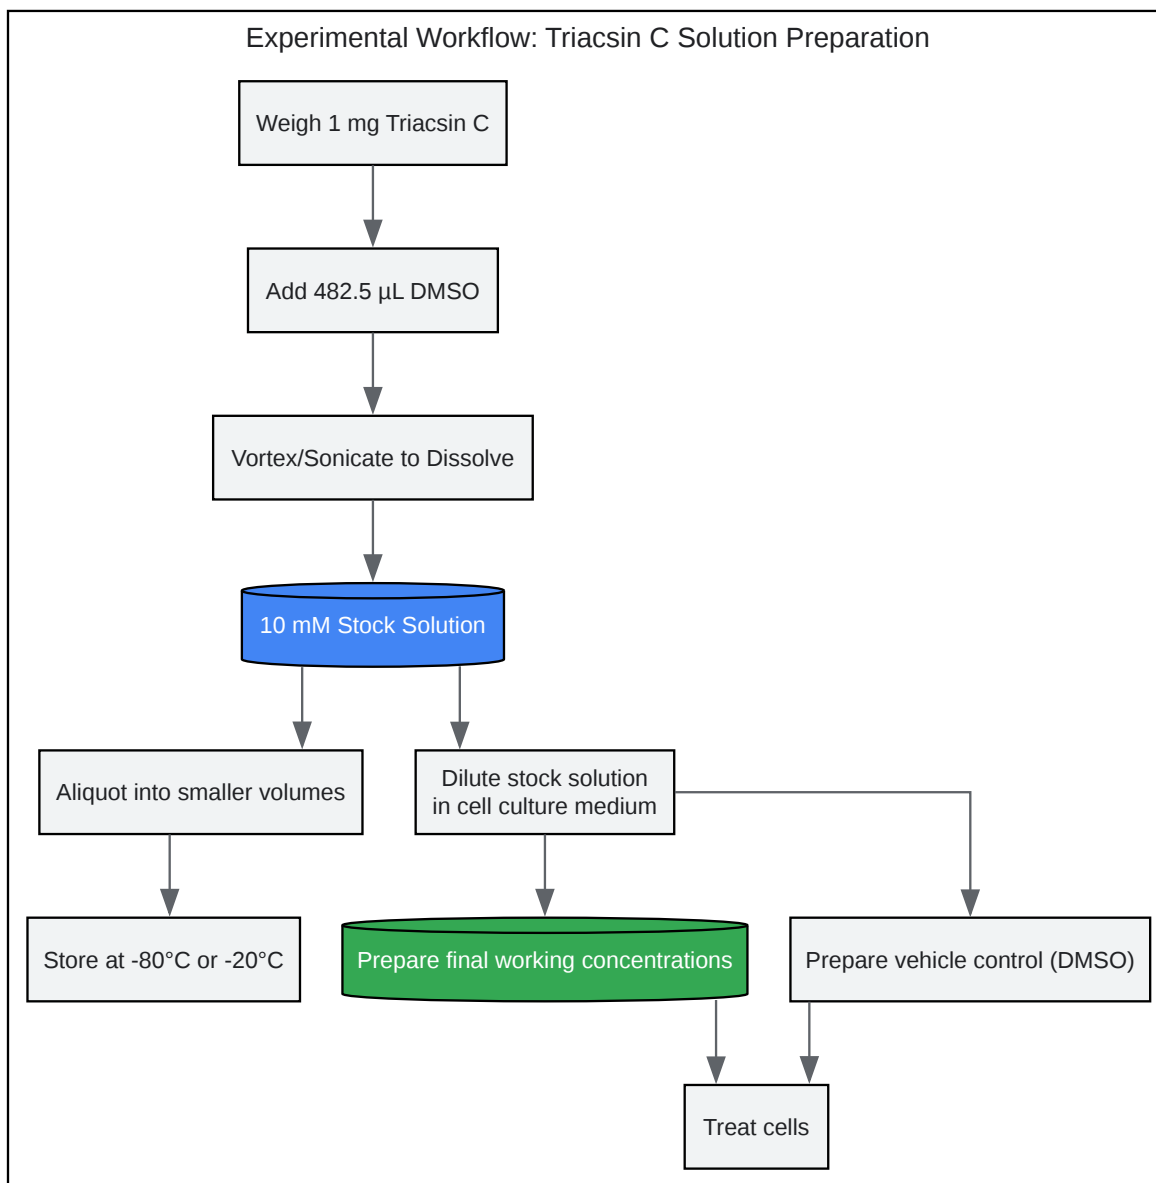 Experimental Workflow: Triacsin C Solution Preparation
Weigh 1 mg Triacsin C
Add 482.5 µL DMSO
Vortex/Sonicate to Dissolve
10 mM Stock Solution
Aliquot into smaller volumes
Dilute stock solution
in cell culture medium
Store at -80°C or -20°C
Prepare final working concentrations
Prepare vehicle control (DMSO)
Treat cells